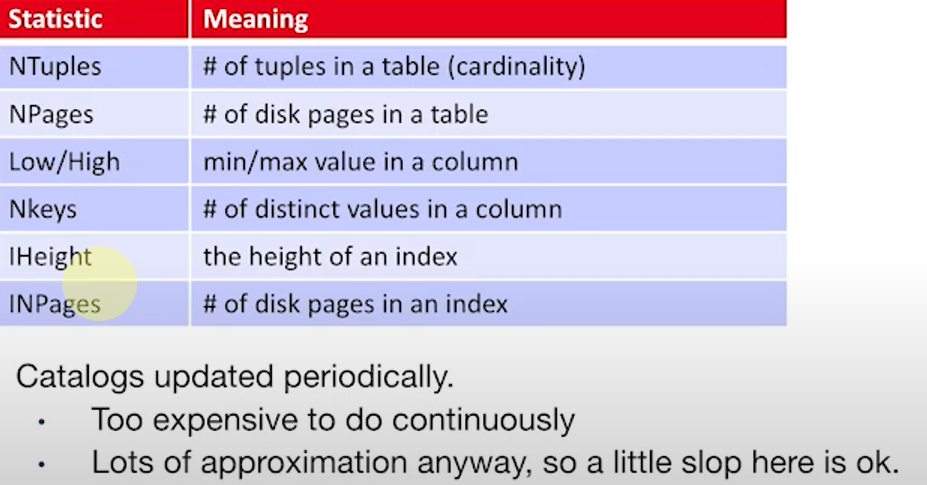 Statistic Meaning
NTuples # of tuples in a table (cardinality)
NPages # of disk pages in a table
Low/High min/max value in a column
Nkeys # of distinct values in a column
IHeight the height of an index
INPages # of disk pages in an index
Catalogs updated periodically.
• Too expensive to do continuously
• Lots of approximation anyway, so a little slop here is ok.